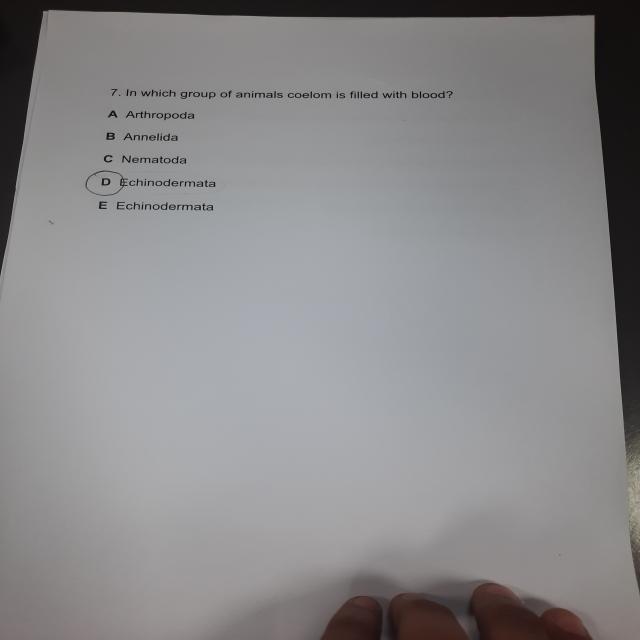 7. In which group of animals coelom is filled with blood?
A Arthropoda
B Annelida
C Nematoda
D Echinodermata
E Echinodermata